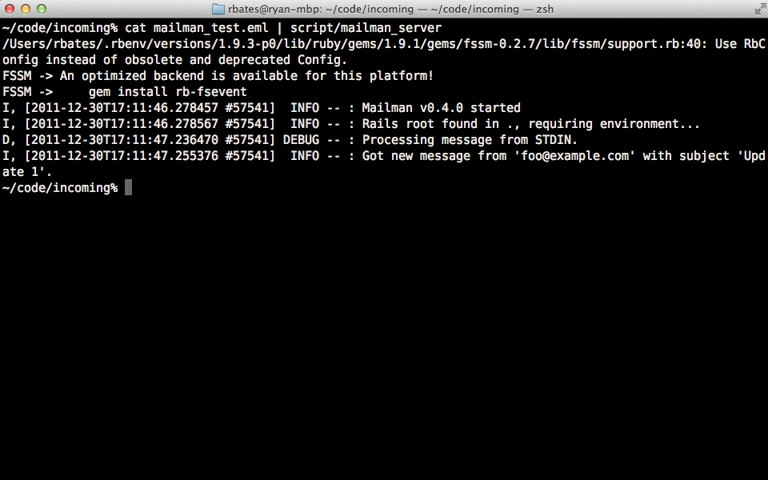 rbates@ryan-mbp: ~/code/incoming — ~/code/incoming — zsh
~/code/incoming% cat mailman_test.eml | script/mailman_server
/Users/rbates/.rbenv/versions/1.9.3-p0/lib/ruby/gems/1.9.1/gems/fssm-0.2.7/lib/fssm/support.rb:40: Use RbC
onfig instead of obsolete and deprecated Config.
FSSM -> An optimized backend is available for this platform!
FSSM ->     gem install rb-fsevent
I, [2011-12-30T17:11:46.278457 #57541]  INFO -- : Mailman v0.4.0 started
I, [2011-12-30T17:11:46.278567 #57541]  INFO -- : Rails root found in ., requiring environment...
D, [2011-12-30T17:11:47.236470 #57541] DEBUG -- : Processing message from STDIN.
I, [2011-12-30T17:11:47.255376 #57541]  INFO -- : Got new message from 'foo@example.com' with subject 'Upd
ate 1'.
~/code/incoming%